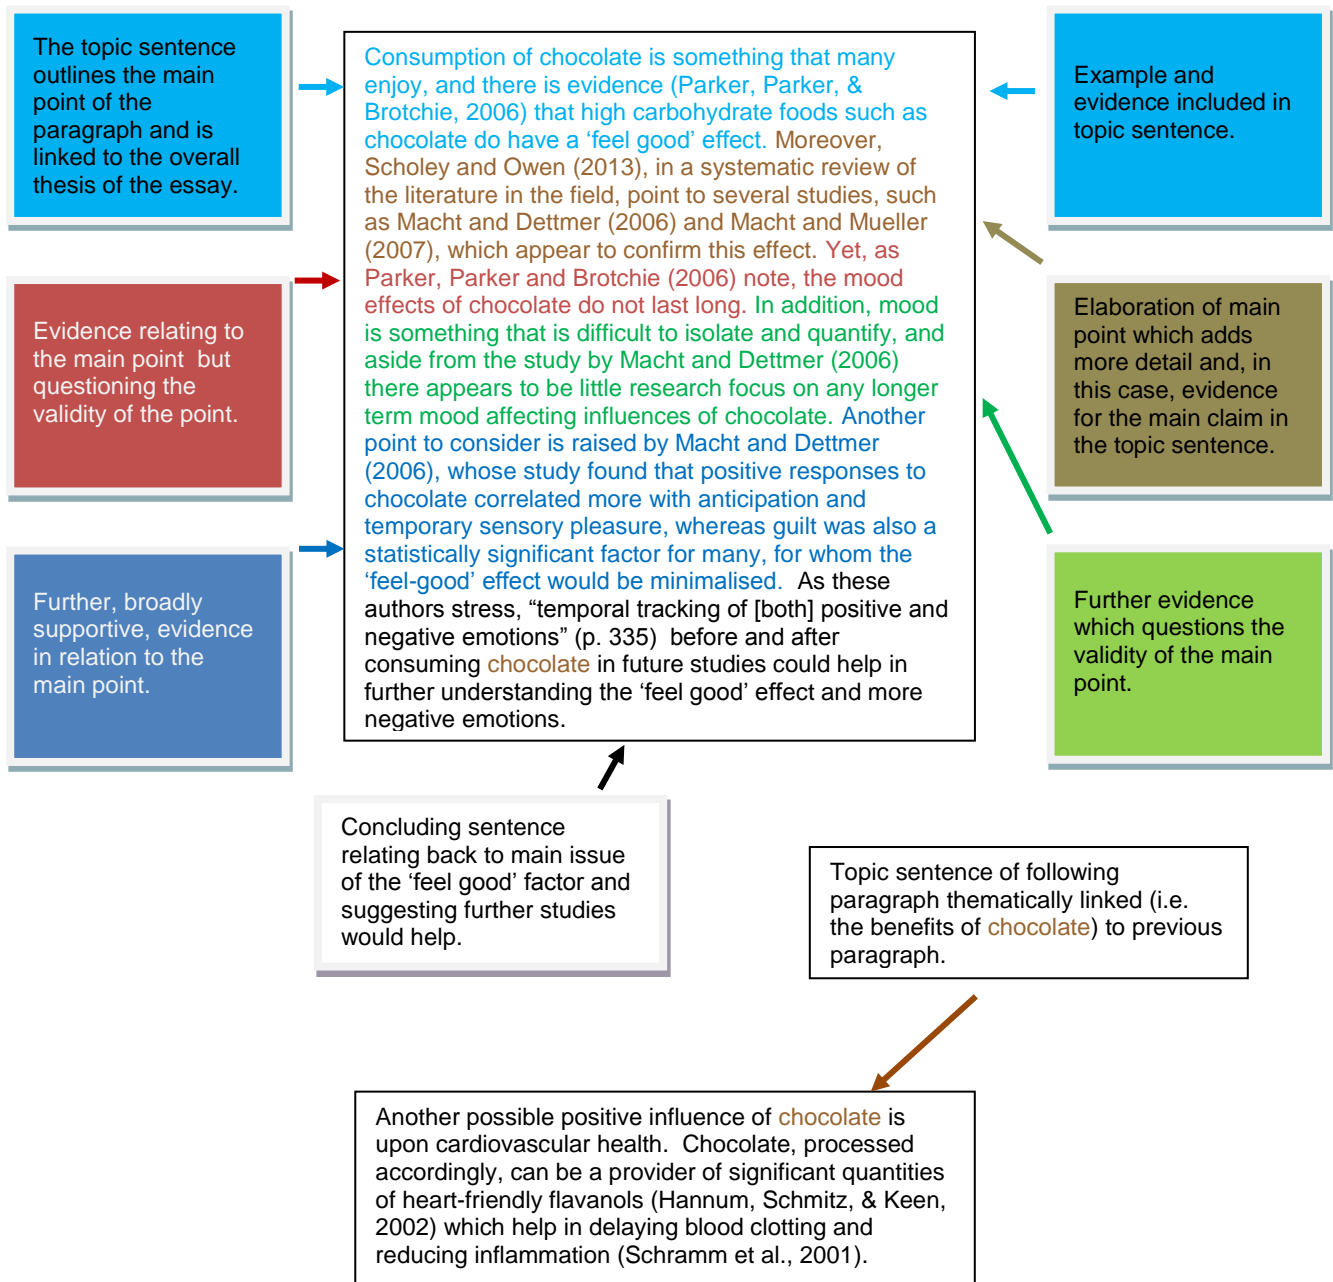 The topic sentence
outlines the main
point of the
paragraph and is
linked to the overall
thesis of the essay.
Evidence relating to
the main point but
questioning the
validity of the point.
Further, broadly
supportive, evidence
in relation to the
main point.
Consumption of chocolate is something that many
enjoy, and there is evidence (Parker, Parker, &
Brotchie, 2006) that high carbohydrate foods such as
chocolate do have a ‘feel good’ effect. Moreover,
Scholey and Owen (2013), in a systematic review of
the literature in the field, point to several studies, such
as Macht and Dettmer (2006) and Macht and Mueller
(2007), which appear to confirm this effect. Yet, as
Parker, Parker and Brotchie (2006) note, the mood
effects of chocolate do not last long. In addition, mood
is something that is difficult to isolate and quantify, and
aside from the study by Macht and Dettmer (2006)
there appears to be little research focus on any longer
term mood affecting influences of chocolate. Another
point to consider is raised by Macht and Dettmer
(2006), whose study found that positive responses to
chocolate correlated more with anticipation and
temporary sensory pleasure, whereas guilt was also a
statistically significant factor for many, for whom the
‘feel-good’ effect would be minimalised. As these
authors stress, “temporal tracking of [both] positive and
negative emotions” (p. 335) before and after
consuming chocolate in future studies could help in
further understanding the ‘feel good’ effect and more
negative emotions.
Example and
evidence included in
topic sentence.
Elaboration of main
point which adds
more detail and, in
this case, evidence
for the main claim in
the topic sentence.
Further evidence
which questions the
validity of the main
point.
Concluding sentence
relating back to main issue
of the ‘feel good’ factor and
suggesting further studies
would help.
Topic sentence of following
paragraph thematically linked (i.e.
the benefits of chocolate) to previous
paragraph.
Another possible positive influence of chocolate is
upon cardiovascular health. Chocolate, processed
accordingly, can be a provider of significant quantities
of heart-friendly flavanols (Hannum, Schmitz, & Keen,
2002) which help in delaying blood clotting and
reducing inflammation (Schramm et al., 2001).